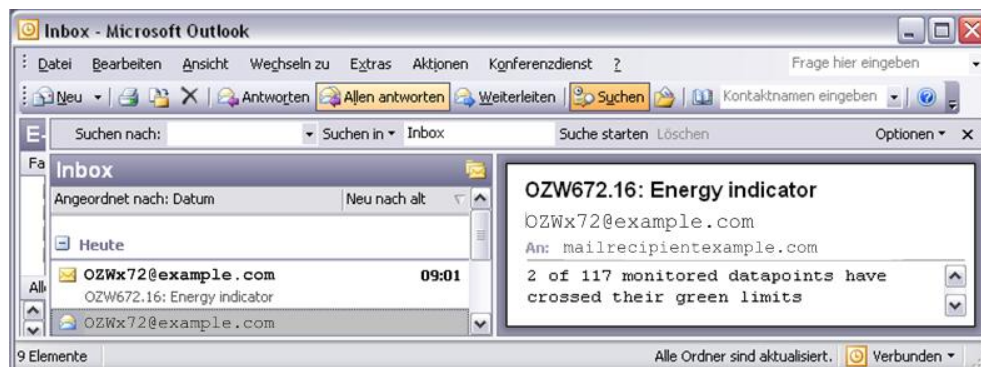 Inbox - Microsoft Outlook
Datei Bearbeiten Ansicht Wechseln zu Extras Aktionen Konferenzdienst ? Frage hier eingeben
Neu Antworten Allen antworten Weiterleiten Suchen Kontaktnamen eingeben
E- Suchen nach: Suchen in Inbox Suche starten Löschen Optionen
Fa Inbox
Angeordnet nach: Datum Neu nach alt
Heute
OZWx72@example.com 09:01
OZW672.16: Energy indicator
All
OZWx72@example.com
OZW672.16: Energy indicator
OZWx72@example.com
An: mailrecipientexample.com
2 of 117 monitored datapoints have
crossed their green limits
9 Elemente Alle Ordner sind aktualisiert. Verbunden